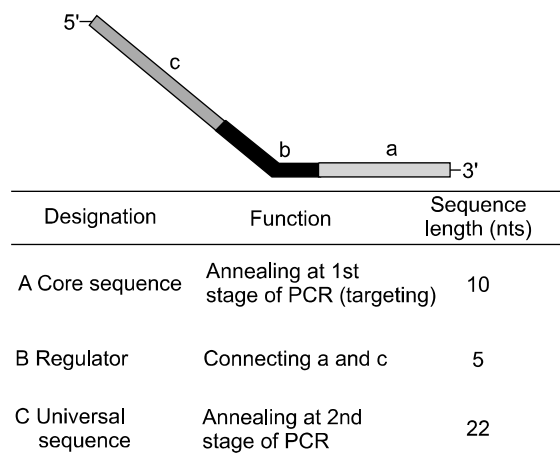 5'
c
b
a
3'
Designation
Function
Sequence
length (nts)
A Core sequence
Annealing at 1st
stage of PCR (targeting)
10
B Regulator
Connecting a and c
5
C Universal
sequence
Annealing at 2nd
stage of PCR
22